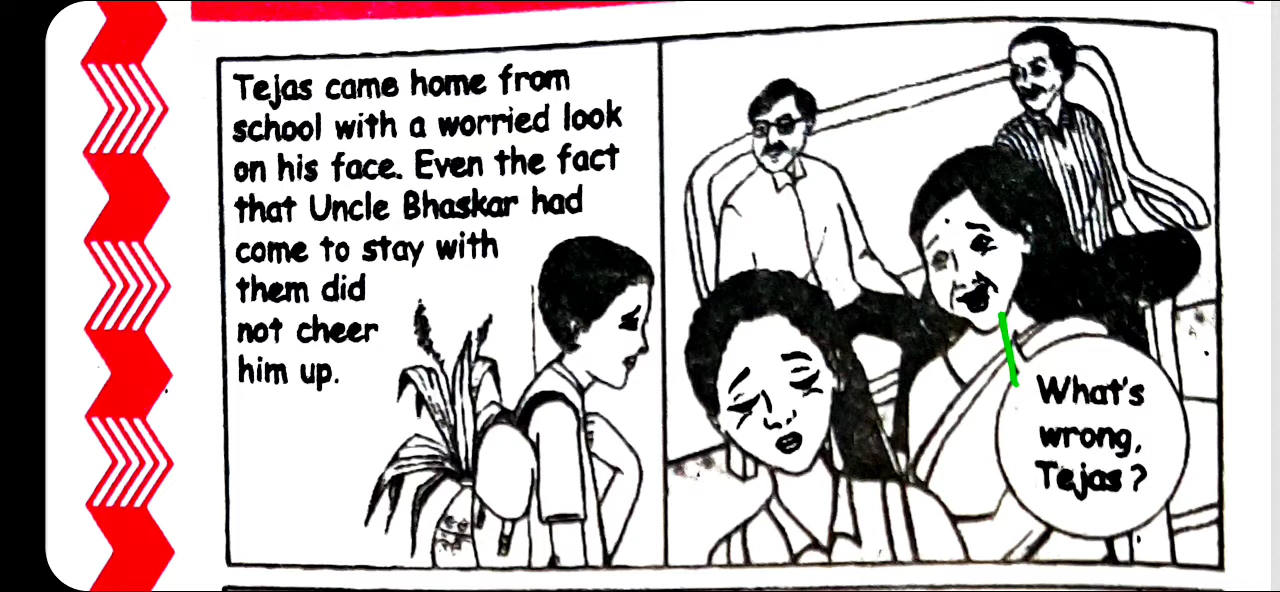 Tejas came home from
school with a worried look
on his face. Even the fact
that Uncle Bhaskar had
come to stay with
them did
not cheer
him up.
What's
wrong,
Tejas?